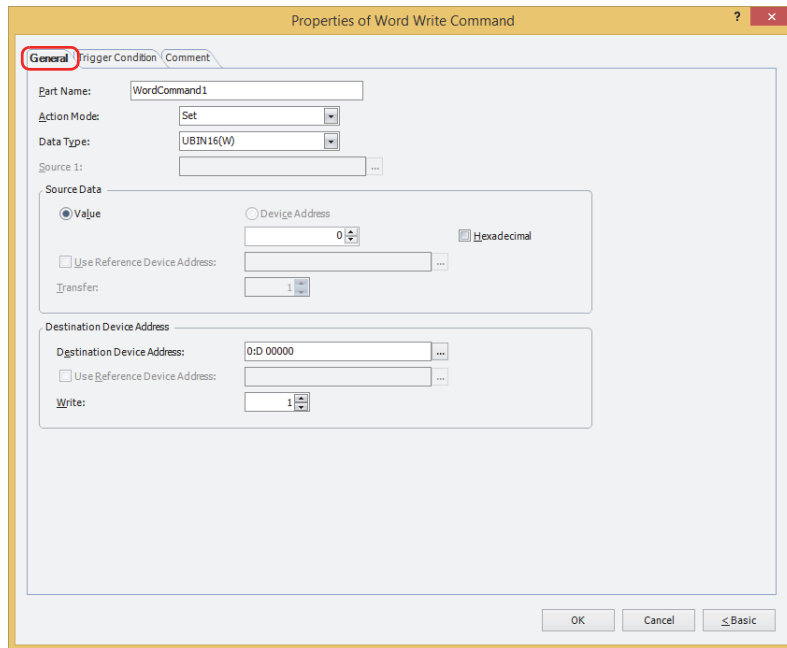 Properties of Word Write Command
? ×
General Trigger Condition Comment
Part Name: WordCommand1
Action Mode: Set
Data Type: UBIN16(W)
Source 1: ...
Source Data
Value Device Address
0 Hexadecimal
Use Reference Device Address: ...
Transfer: 1
Destination Device Address
Destination Device Address: 0:D 00000 ...
Use Reference Device Address: ...
Write: 1
OK Cancel < Basic